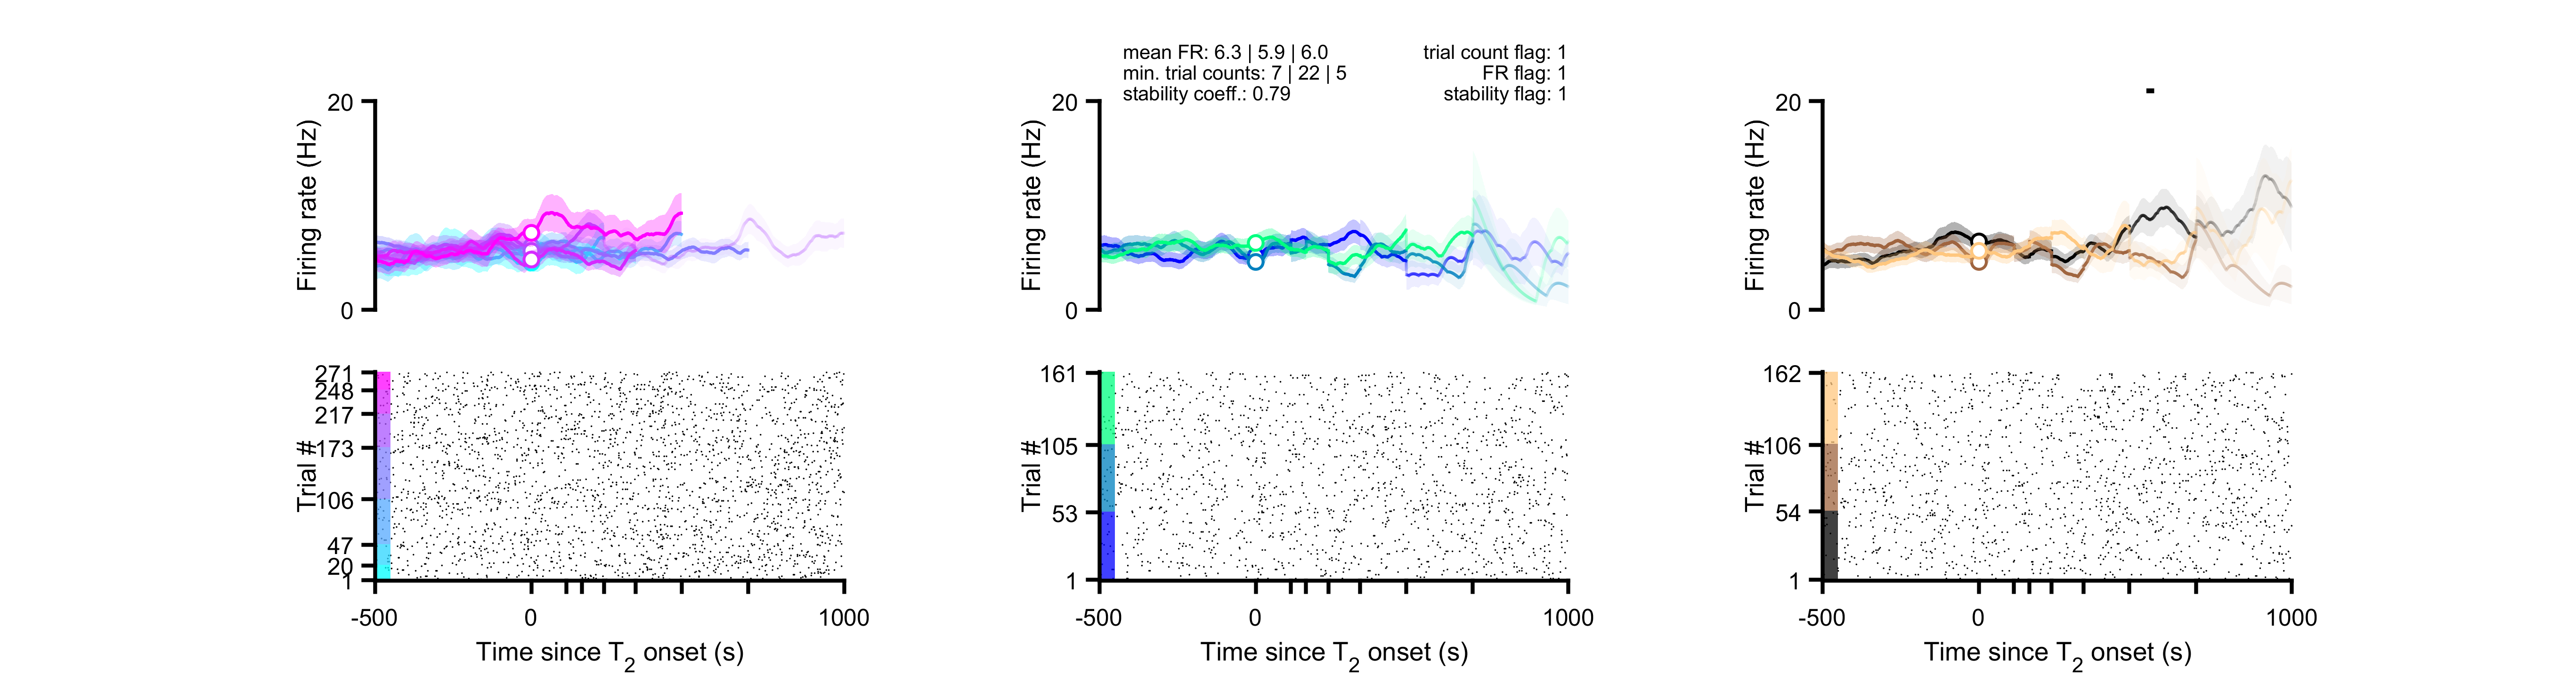 mean FR: 6.3 | 5.9 | 6.0
min. trial counts: 7 | 22 | 5
stability coeff.: 0.79
trial count flag: 1
FR flag: 1
stability flag: 1
20
Firing rate (Hz)
0
20
Firing rate (Hz)
0
20
Firing rate (Hz)
0
271
248
217
173
106
47
20
1
Trial #
-500
0
1000
Time since T2 onset (s)
161
105
53
1
Trial #
-500
0
1000
Time since T2 onset (s)
162
106
54
1
Trial #
-500
0
1000
Time since T2 onset (s)